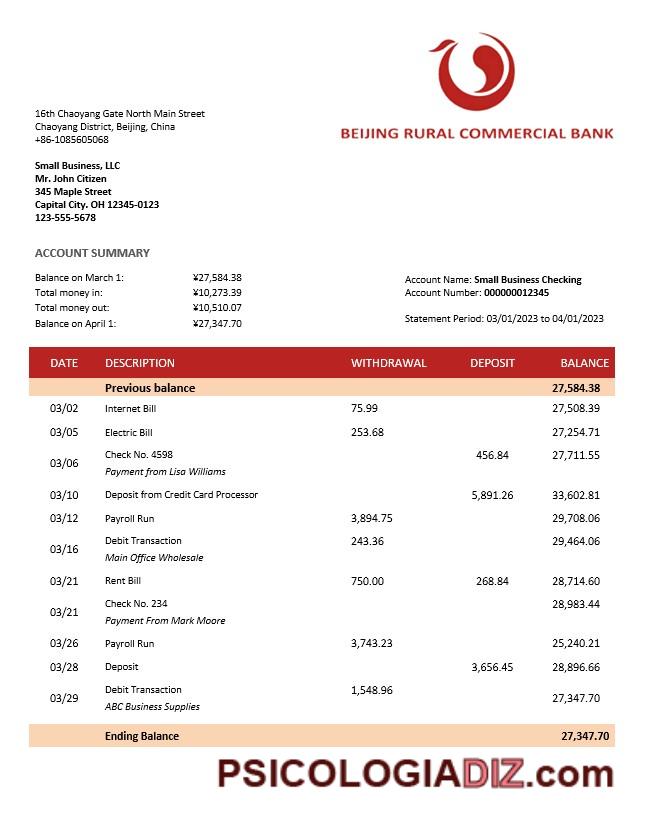 BEIJING RURAL COMMERCIAL BANK
16th Chaoyang Gate North Main Street
Chaoyang District, Beijing, China
+86-1085605068
Small Business, LLC
Mr. John Citizen
345 Maple Street
Capital City. OH 12345-0123
123-555-5678
ACCOUNT SUMMARY
Balance on March 1: ¥27,584.38
Total money in: ¥10,273.39
Total money out: ¥10,510.07
Balance on April 1: ¥27,347.70
Account Name: Small Business Checking
Account Number: 000000012345
Statement Period: 03/01/2023 to 04/01/2023
DATE DESCRIPTION WITHDRAWAL DEPOSIT BALANCE
Previous balance 27,584.38
03/02 Internet Bill 75.99 27,508.39
03/05 Electric Bill 253.68 27,254.71
03/06 Check No. 4598 456.84 27,711.55
Payment from Lisa Williams
03/10 Deposit from Credit Card Processor 5,891.26 33,602.81
03/12 Payroll Run 3,894.75 29,708.06
03/16 Debit Transaction 243.36 29,464.06
Main Office Wholesale
03/21 Rent Bill 750.00 268.84 28,714.60
03/21 Check No. 234 28,983.44
Payment From Mark Moore
03/26 Payroll Run 3,743.23 25,240.21
03/28 Deposit 3,656.45 28,896.66
03/29 Debit Transaction 1,548.96 27,347.70
ABC Business Supplies
Ending Balance 27,347.70
PSICOLOGIADIZ.com